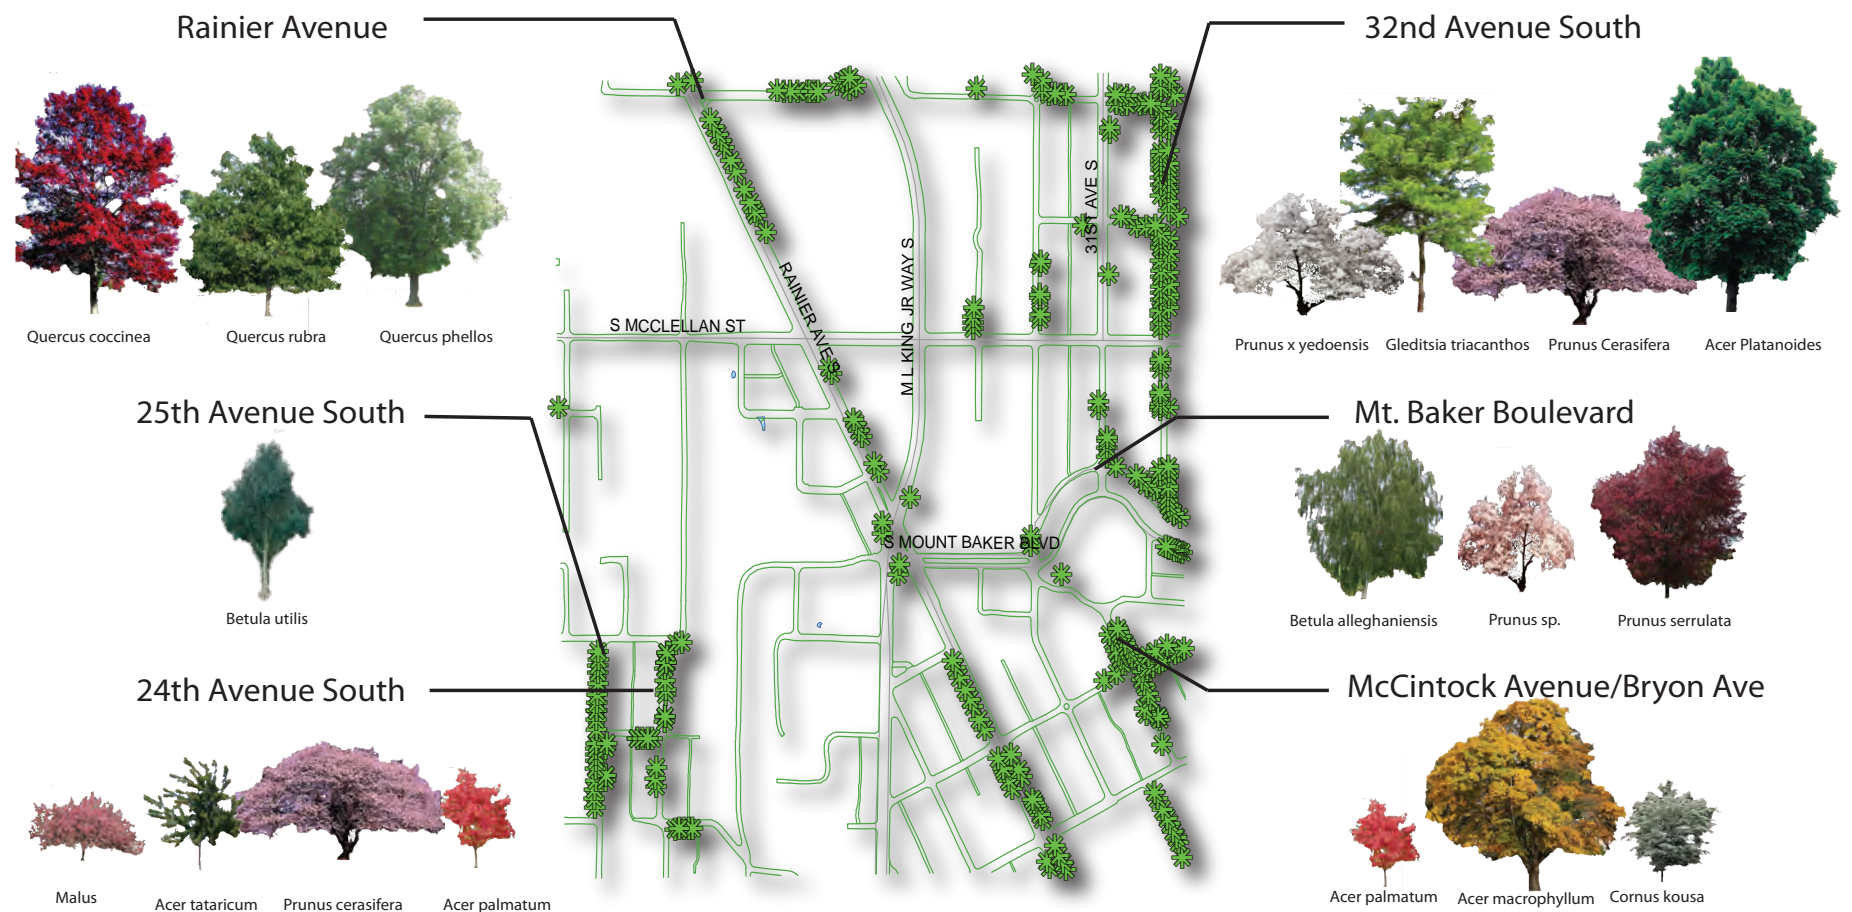 Rainier Avenue
32nd Avenue South
Quercus coccinea
Quercus rubra
Quercus phellos
Prunus x yedoensis
Gleditsia triacanthos
Prunus Cerasifera
Acer Platanoides
31ST AVE S
M L KING JR WAY S
RAINIER AVE S
S MCCLELLAN ST
25th Avenue South
Mt. Baker Boulevard
Betula utilis
S MOUNT BAKER BLVD
Betula alleghaniensis
Prunus sp.
Prunus serrulata
24th Avenue South
McCintock Avenue/Bryon Ave
Malus
Acer tataricum
Prunus cerasifera
Acer palmatum
Acer palmatum
Acer macrophyllum
Cornus kousa